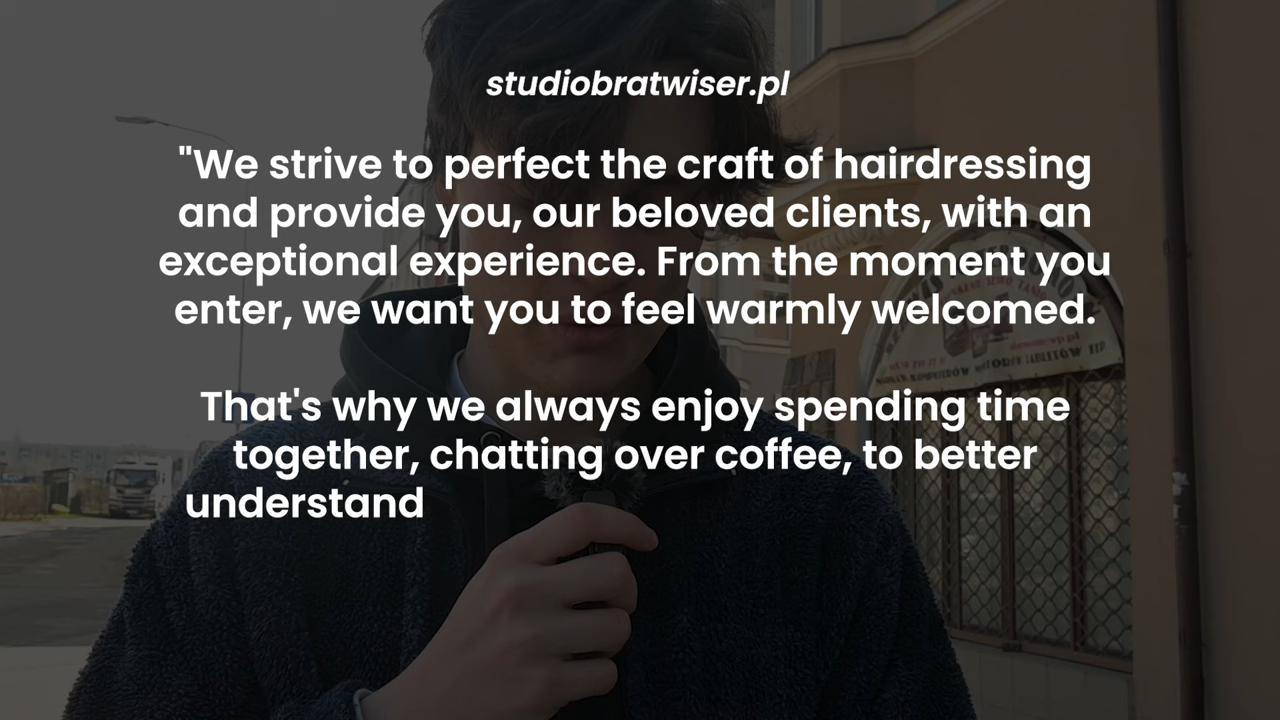 studiobratwiser.pl
"We strive to perfect the craft of hairdressing
and provide you, our beloved clients, with an
exceptional experience. From the moment you
enter, we want you to feel warmly welcomed.
That's why we always enjoy spending time
together, chatting over coffee, to better
understand